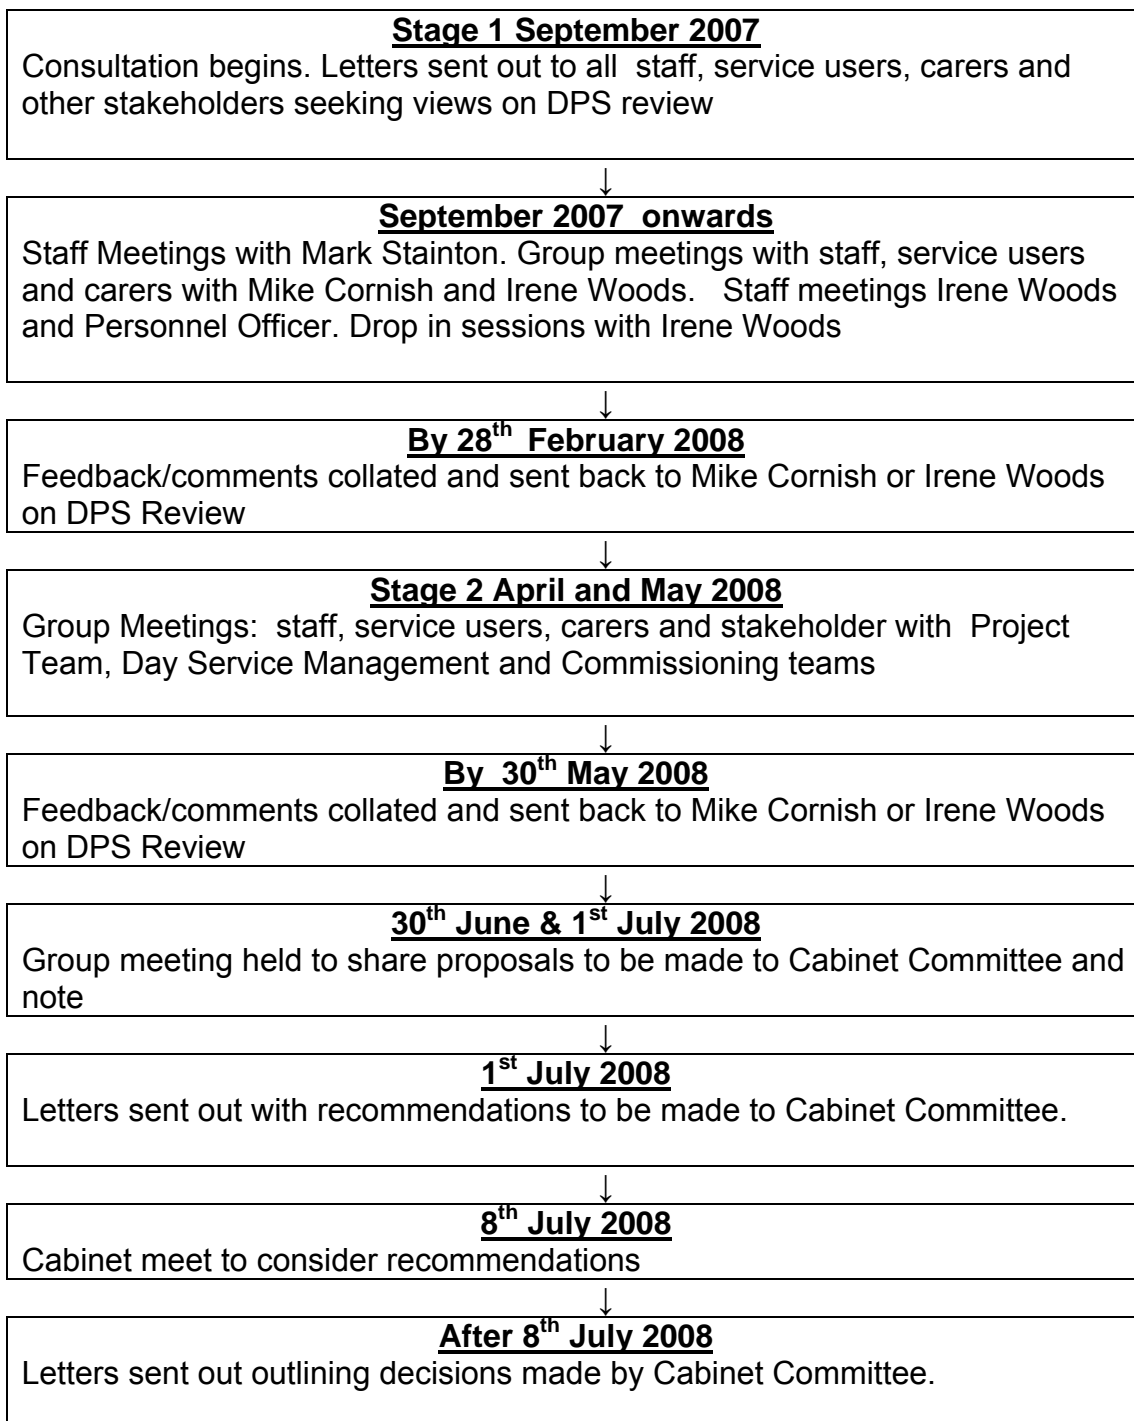 Stage 1 September 2007
Consultation begins. Letters sent out to all  staff, service users, carers and
other stakeholders seeking views on DPS review
↓
September 2007  onwards
Staff Meetings with Mark Stainton. Group meetings with staff, service users
and carers with Mike Cornish and Irene Woods.   Staff meetings Irene Woods
and Personnel Officer. Drop in sessions with Irene Woods
↓
By 28th  February 2008
Feedback/comments collated and sent back to Mike Cornish or Irene Woods
on DPS Review
↓
Stage 2 April and May 2008
Group Meetings:  staff, service users, carers and stakeholder with  Project
Team, Day Service Management and Commissioning teams
↓
By  30th May 2008
Feedback/comments collated and sent back to Mike Cornish or Irene Woods
on DPS Review
↓
30th June & 1st July 2008
Group meeting held to share proposals to be made to Cabinet Committee and
note
↓
1st July 2008
Letters sent out with recommendations to be made to Cabinet Committee.
↓
8th July 2008
Cabinet meet to consider recommendations
↓
After 8th July 2008
Letters sent out outlining decisions made by Cabinet Committee.